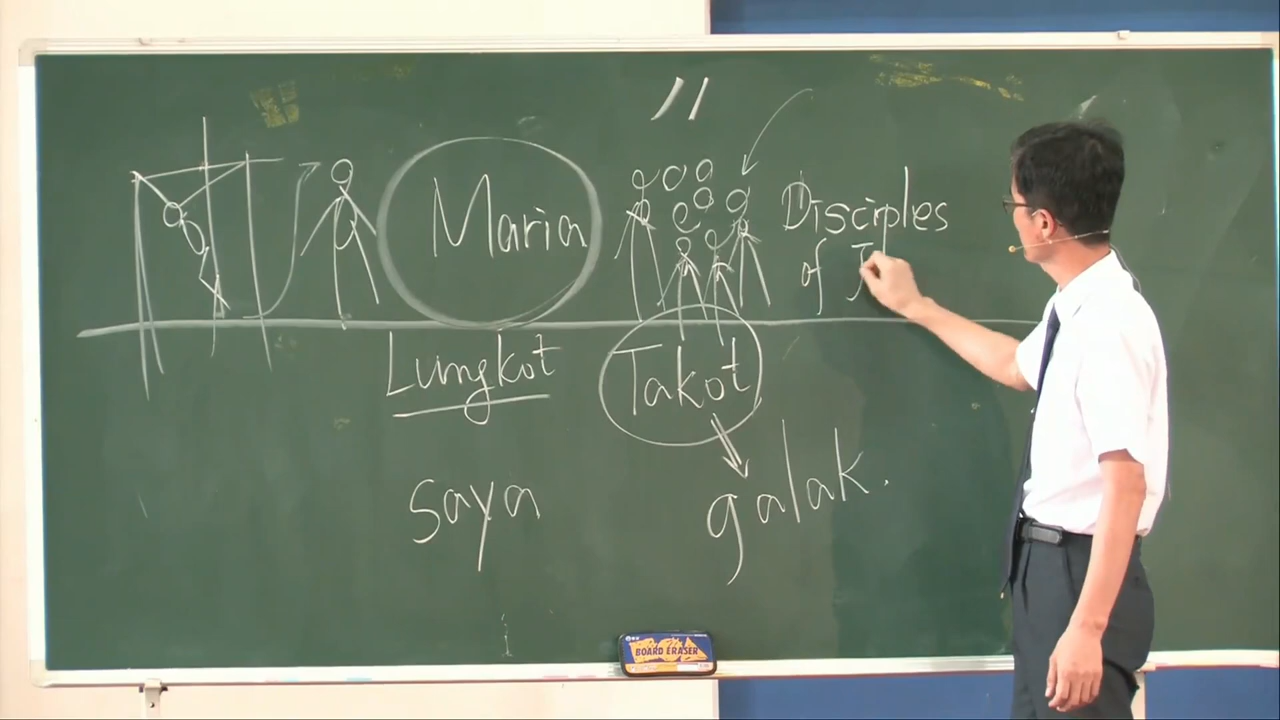 Maria
Disciples
of J
Lungkot
Takot
saya
galak.
BOARD ERASER